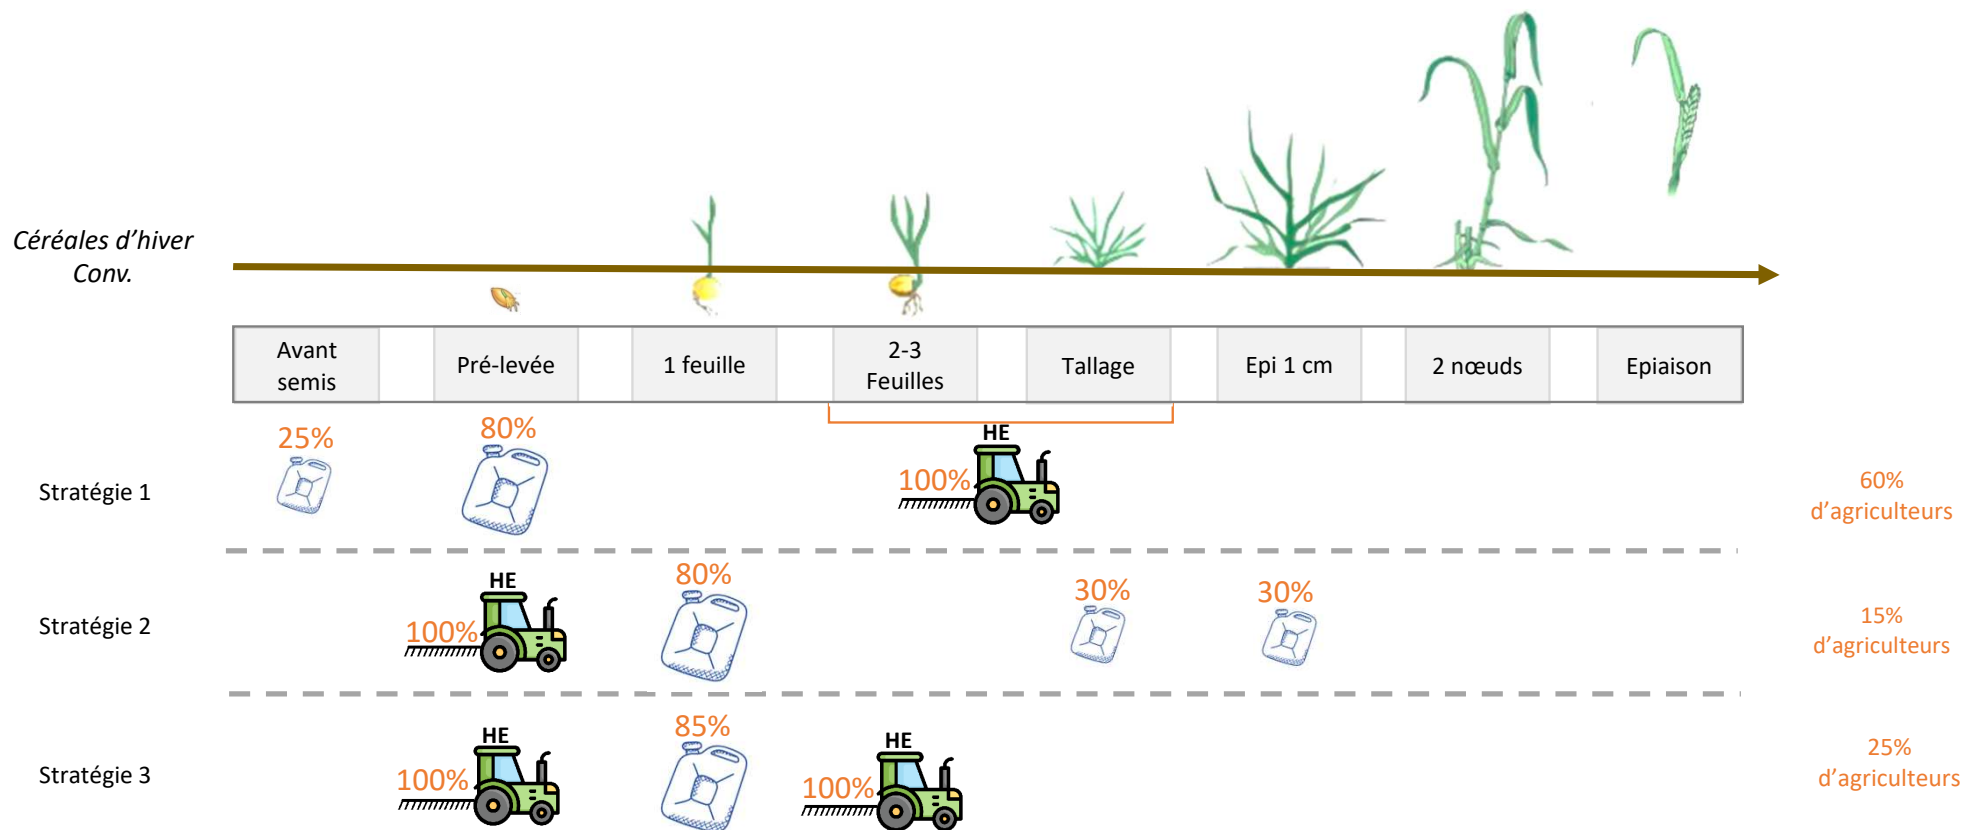 Céréales d'hiver
Conv.
Avant
semis
Pré-levée
1 feuille
2-3
Feuilles
Tallage
Epi 1 cm
2 nœuds
Epiaison
Stratégie 1
25%
80%
HE
100%
60%
d'agriculteurs
Stratégie 2
HE
100%
80%
30%
30%
15%
d'agriculteurs
Stratégie 3
HE
100%
85%
HE
100%
25%
d'agriculteurs